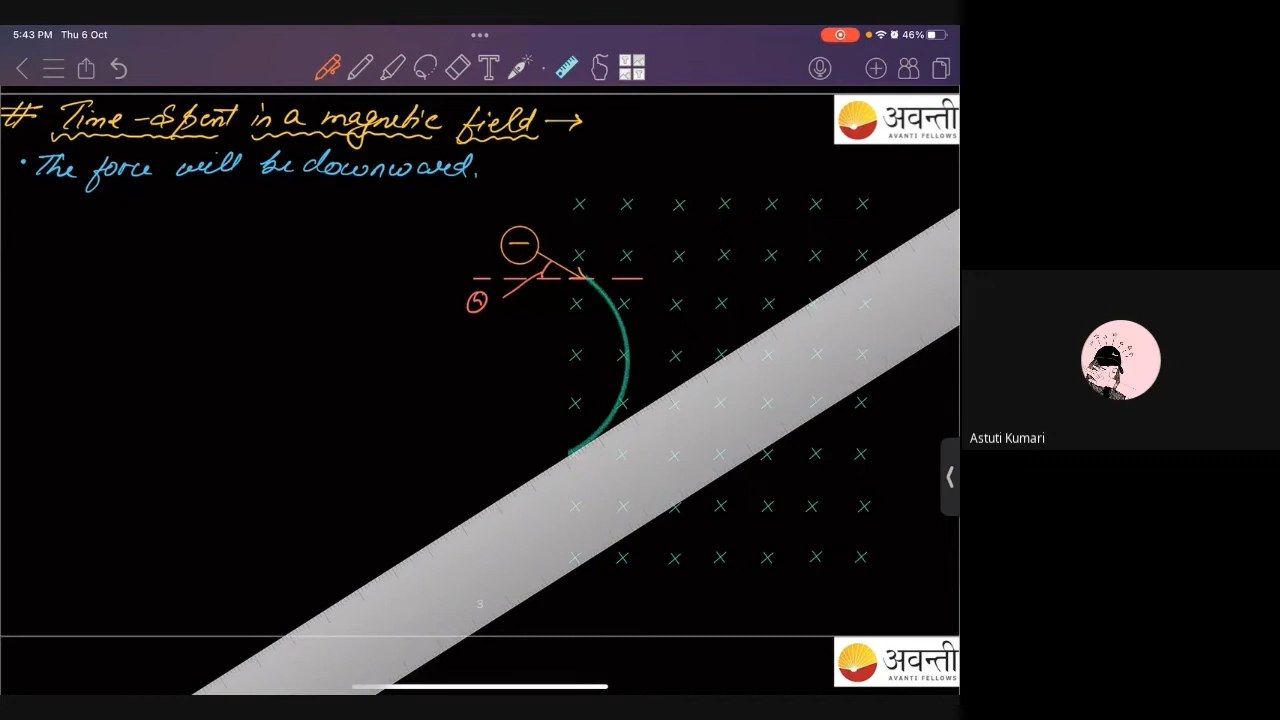 5:43 PM Thu 6 Oct
46%
# Time-Spent in a magnetic field →
अवन्ती
AVANTI FELLOWS
• The force will be downward.
Astuti Kumari
3
अवन्ती
AVANTI FELLOWS